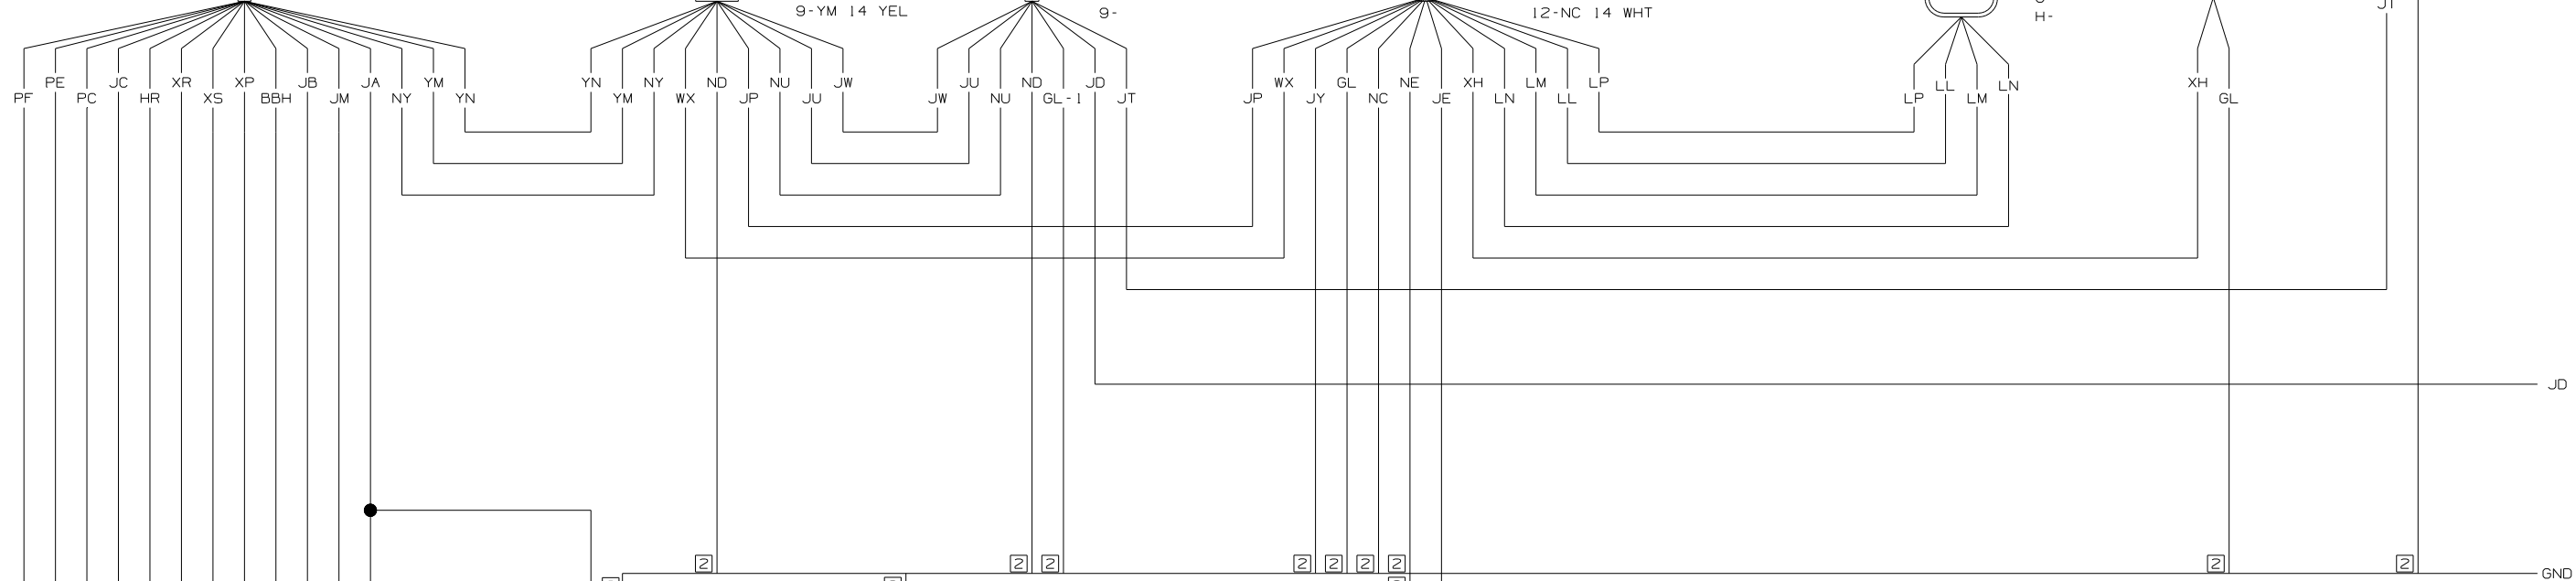 9-YM 14 YEL
9-
12-NC 14 WHT
H-
JT
PE JC XR XP JB JA YM YN NY ND NU JW JU ND JD WX GL NE XH LM LP LL LN XH
PF PC HR XS BBH JM NY YN YM WX JP JU JW NU GL-1 JT JP JY NC JE LN LL LP LM GL
JD
2 2 2 2 2 2 2 2 2
GND